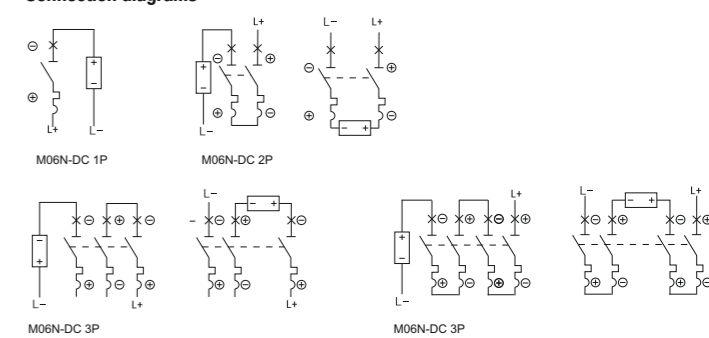 Connection diagrams
L+ L− L+
⊖ + − + − ⊖ ⊕ ⊖ ⊕
⊕ ⊕ ⊖ ⊕ − + ⊖
L+ L− L−
M06N-DC 1P M06N-DC 2P
L− L+ L− L+
− + − +
⊖ ⊕ ⊖ − ⊖ ⊕ ⊖ ⊖ ⊕ ⊖ ⊕ ⊖ ⊕ ⊖ ⊕
− + + −
⊕ ⊖ ⊕ ⊕ ⊖ ⊕ ⊕ ⊖ ⊕ ⊖ ⊕ ⊖ ⊕ ⊖
L− L+ L+ L−
M06N-DC 3P M06N-DC 3P